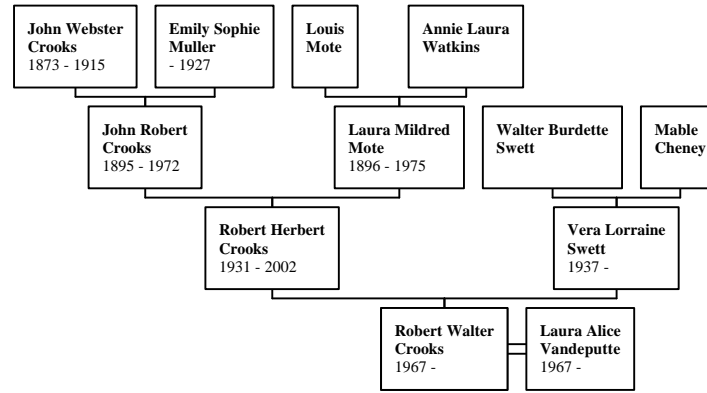 John Webster
Crooks
1873 - 1915
Emily Sophie
Muller
- 1927
Louis
Mote
Annie Laura
Watkins
John Robert
Crooks
1895 - 1972
Laura Mildred
Mote
1896 - 1975
Walter Burdette
Swett
Mable
Cheney
Robert Herbert
Crooks
1931 - 2002
Vera Lorraine
Swett
1937 -
Robert Walter
Crooks
1967 -
Laura Alice
Vandeputte
1967 -